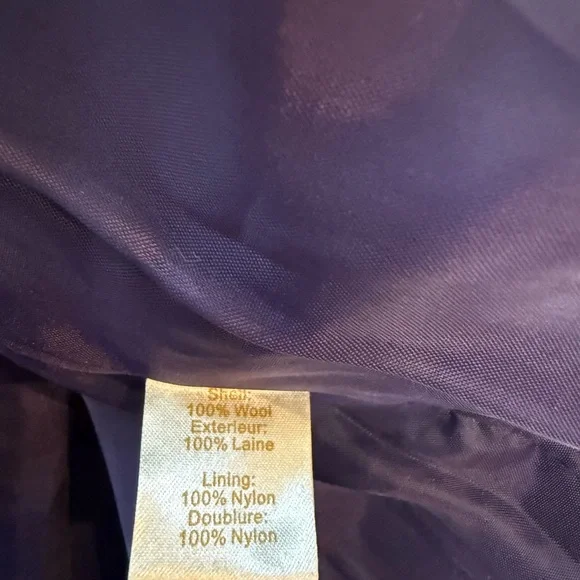 Shell:
100% Wool
Exterieur:
100% Laine
Lining:
100% Nylon
Doublure:
100% Nylon